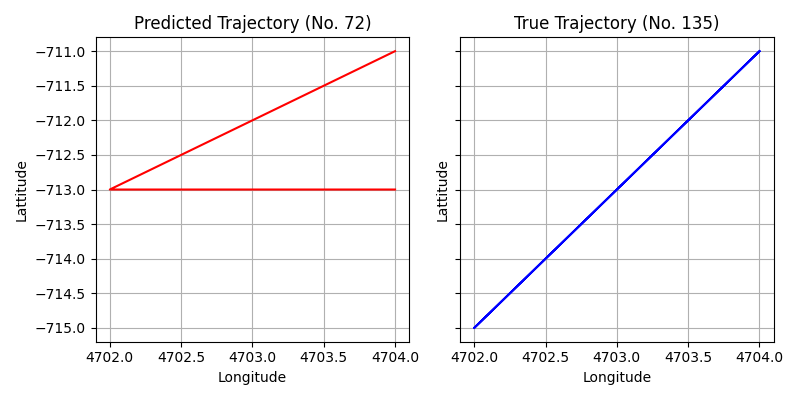 Predicted Trajectory (No. 72)
−711.0
−711.5
−712.0
−712.5
−713.0
−713.5
−714.0
−714.5
−715.0
Lattitude
4702.0 4702.5 4703.0 4703.5 4704.0
Longitude
True Trajectory (No. 135)
Lattitude
4702.0 4702.5 4703.0 4703.5 4704.0
Longitude